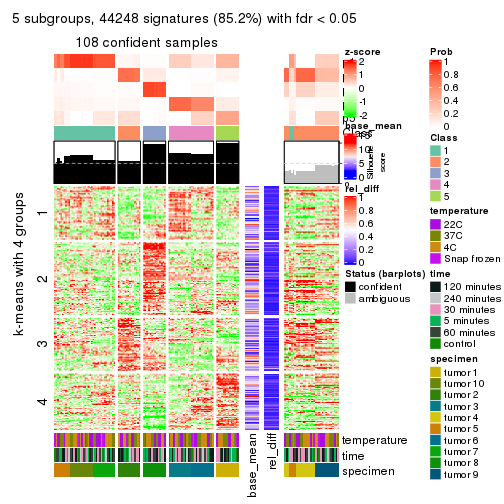 5 subgroups, 44248 signatures (85.2%) with fdr < 0.05
108 confident samples
k-means with 4 groups
1
2
3
4
Silhouette
score
base_mean
rel_diff
temperature
time
specimen
z-score
2
1
0
-1
-2
base_mean
15
10
5
0
rel_diff
1
0.8
0.6
0.4
0.2
0
Status (barplots)
confident
ambiguous
Prob
1
0.8
0.6
0.4
0.2
0
Class
1
2
3
4
5
temperature
22C
37C
4C
Snap frozen
time
120 minutes
240 minutes
30 minutes
5 minutes
60 minutes
control
specimen
tumor 1
tumor 10
tumor 2
tumor 3
tumor 4
tumor 5
tumor 6
tumor 7
tumor 8
tumor 9